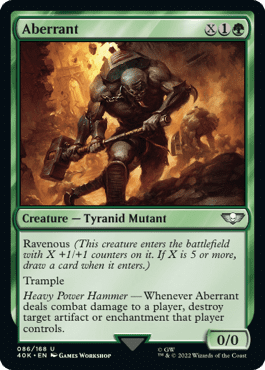 Aberrant X1
Creature — Tyranid Mutant
Ravenous (This creature enters the battlefield
with X +1/+1 counters on it. If X is 5 or more,
draw a card when it enters.)
Trample
Heavy Power Hammer — Whenever Aberrant
deals combat damage to a player, destroy
target artifact or enchantment that player
controls.
0/0
086/168 U
40K • EN Games Workshop
© GW
™ & © 2022 Wizards of the Coast